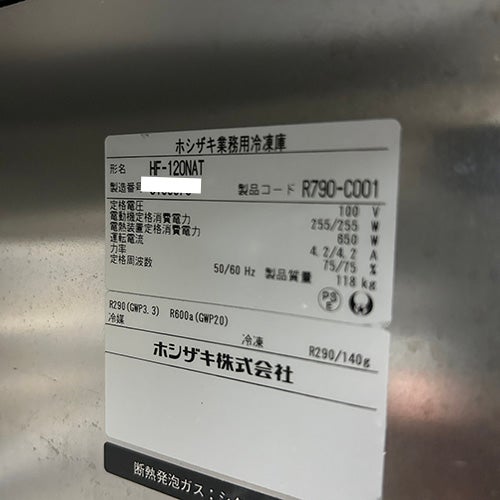 ホシザキ業務用冷凍庫
形名 HF-120NAT
製造番号 製品コード R790-C001
定格電圧 100 V
電動機定格消費電力 255/255 W
電熱装置定格消費電力 650 W
運転電流 4.2/4.2 A
力率 75/75 %
定格周波数 50/60 Hz 製品質量 118 kg
PS
E
R290(GWP3.3) R600a(GWP20)
冷媒 冷凍 R290/140g
ホシザキ株式会社
断熱発泡ガス:シ